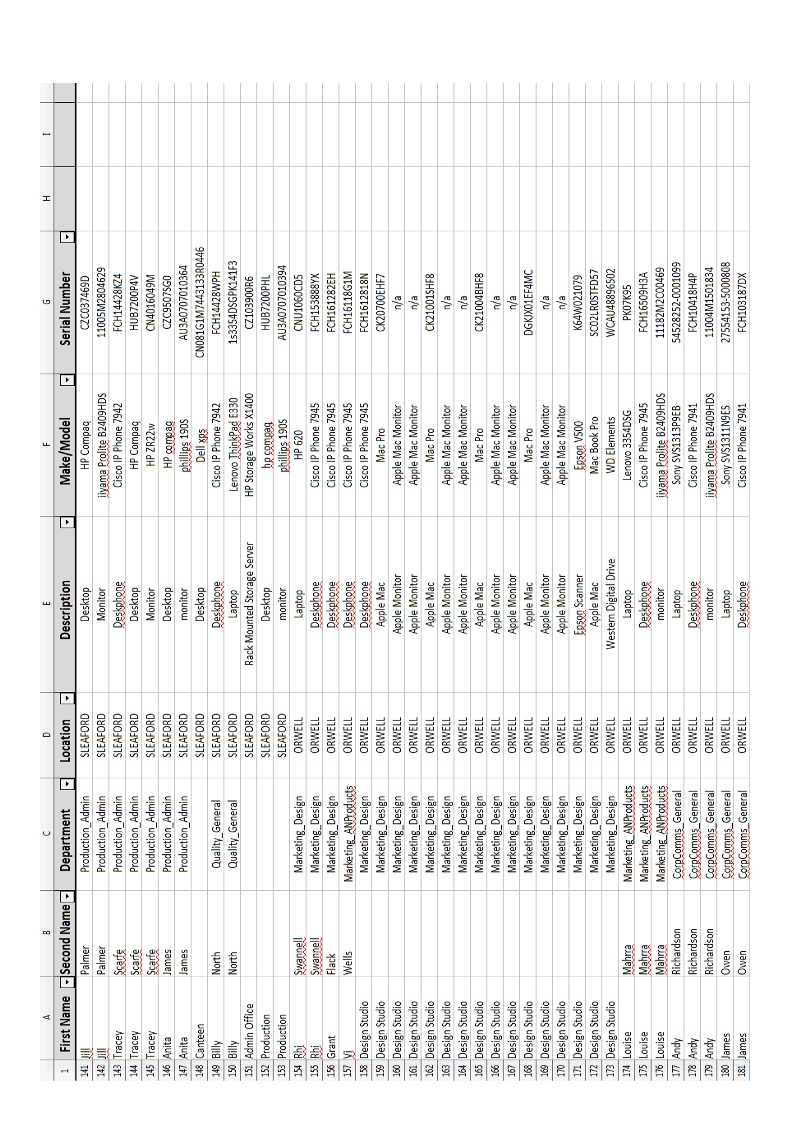 A B C D E F G H I
1 First Name Second Name Department Location Description Make/Model Serial Number
141 Jill Palmer Production_Admin SLEAFORD Desktop HP Compaq CZC037469D
142 Jill Palmer Production_Admin SLEAFORD Monitor iiyama Prolite B2409HDS 11005M2804629
143 Tracey Scarfe Production_Admin SLEAFORD Deskphone Cisco IP Phone 7942 FCH14428KZ4
144 Tracey Scarfe Production_Admin SLEAFORD Desktop HP Compaq HUB7200P4V
145 Tracey Scarfe Production_Admin SLEAFORD Monitor HP ZR22w CN4016049M
146 Anita James Production_Admin SLEAFORD Desktop HP compaq CZC9507SG0
147 Anita James Production_Admin SLEAFORD monitor phillips 190S AU3A0707010364
148 Canteen SLEAFORD Desktop Dell xps CN081G1M7443133R0446
149 Billy North Quality_General SLEAFORD Deskphone Cisco IP Phone 7942 FCH14428WPH
150 Billy North Quality_General SLEAFORD Laptop Lenovo ThinkPad E330 1s3354DSGPK141F3
151 Admin Office SLEAFORD Rack Mounted Storage Server HP Storage Works X1400 CZ103900R6
152 Production SLEAFORD Desktop hp compaq HUB7200PHL
153 Production SLEAFORD monitor phillips 190S AU3A0707010394
154 Rhi Swannell Marketing_Design ORWELL Laptop HP 620 CNU1060CD5
155 Rhi Swannell Marketing_Design ORWELL Deskphone Cisco IP Phone 7945 FCH153888YX
156 Grant Flack Marketing_Design ORWELL Deskphone Cisco IP Phone 7945 FCH161282EH
157 Vi Wells Marketing_ANProducts ORWELL Deskphone Cisco IP Phone 7945 FCH16118G1M
158 Design Studio Marketing_Design ORWELL Deskphone Cisco IP Phone 7945 FCH1612818N
159 Design Studio Marketing_Design ORWELL Apple Mac Mac Pro CK20700EHF7
160 Design Studio Marketing_Design ORWELL Apple Monitor Apple Mac Monitor n/a
161 Design Studio Marketing_Design ORWELL Apple Monitor Apple Mac Monitor n/a
162 Design Studio Marketing_Design ORWELL Apple Mac Mac Pro CK21001SHF8
163 Design Studio Marketing_Design ORWELL Apple Monitor Apple Mac Monitor n/a
164 Design Studio Marketing_Design ORWELL Apple Monitor Apple Mac Monitor n/a
165 Design Studio Marketing_Design ORWELL Apple Mac Mac Pro CK21004BHF8
166 Design Studio Marketing_Design ORWELL Apple Monitor Apple Mac Monitor n/a
167 Design Studio Marketing_Design ORWELL Apple Monitor Apple Mac Monitor n/a
168 Design Studio Marketing_Design ORWELL Apple Mac Mac Pro DGKJX01EF4MC
169 Design Studio Marketing_Design ORWELL Apple Monitor Apple Mac Monitor n/a
170 Design Studio Marketing_Design ORWELL Apple Monitor Apple Mac Monitor n/a
171 Design Studio Marketing_Design ORWELL Epson Scanner Epson V500 K64W021079
172 Design Studio Marketing_Design ORWELL Apple Mac Mac Book Pro SC02LR0STFD57
173 Design Studio Marketing_Design ORWELL Western Digital Drive WD Elements WCAU48896502
174 Louise Mahrra Marketing_ANProducts ORWELL Laptop Lenovo 3354DSG PK07K95
175 Louise Mahrra Marketing_ANProducts ORWELL Deskphone Cisco IP Phone 7945 FCH16509H3A
176 Louise Mahrra Marketing_ANProducts ORWELL monitor iiyama Prolite B2409HDS 11182M2C00469
177 Andy Richardson CorpComms_General ORWELL Laptop Sony SVS1313P9EB 54528252-0001099
178 Andy Richardson CorpComms_General ORWELL Deskphone Cisco IP Phone 7941 FCH10418H4P
179 Andy Richardson CorpComms_General ORWELL monitor iiyama Prolite B2409HDS 11004M1501834
180 James Owen CorpComms_General ORWELL Laptop Sony SVS1311N9ES 27554153-5000808
181 James Owen CorpComms_General ORWELL Deskphone Cisco IP Phone 7941 FCH103187DX